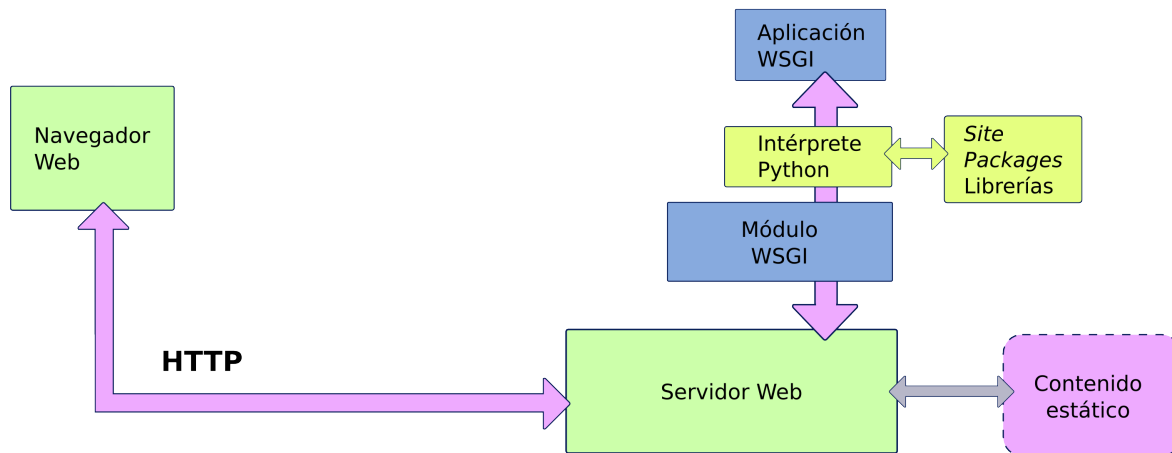 Aplicación
WSGI
Navegador
Web
Intérprete
Python
Site
Packages
Librerías
Módulo
WSGI
HTTP
Servidor Web
Contenido
estático